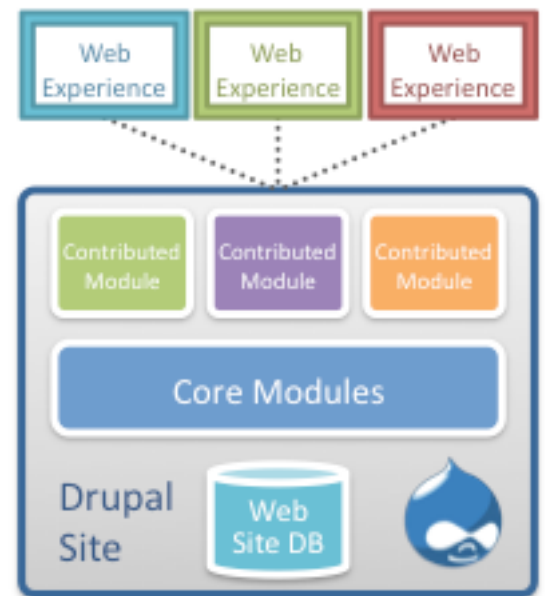 Web
Experience
Web
Experience
Web
Experience
Contributed
Module
Contributed
Module
Contributed
Module
Core Modules
Drupal
Site
Web
Site DB